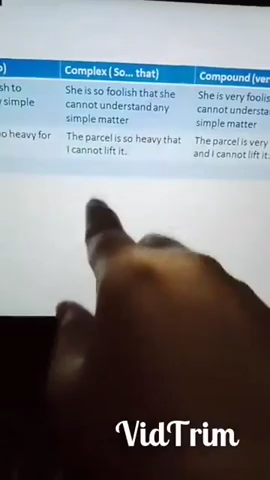 o)
Complex ( So... that)
Compound (ver
sh to
simple
She is so foolish that she
cannot understand any
simple matter
She is very foolis
cannot understan
simple matter
oo heavy for
The parcel is so heavy that
I cannot lift it.
The parcel is very
and I cannot lift it.
VidTrim